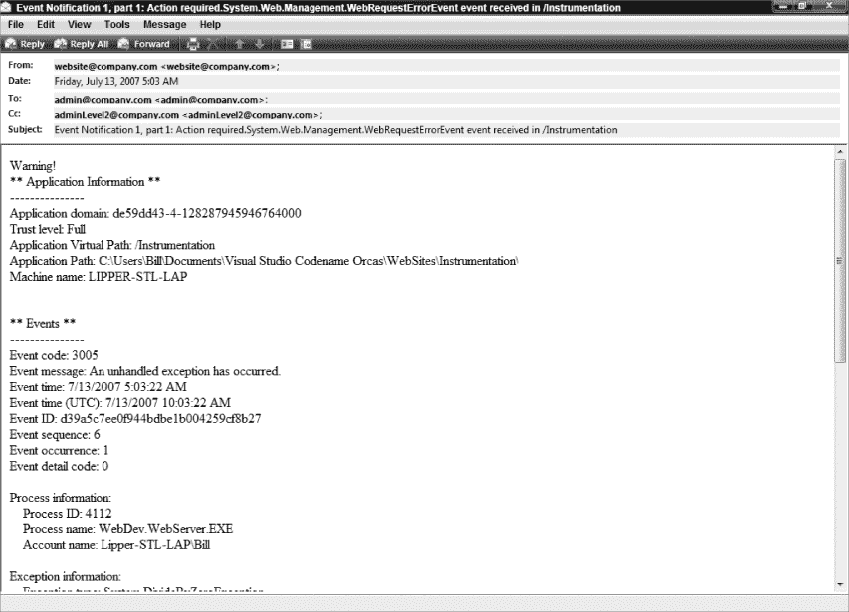 Event Notification 1, part 1: Action required.System.Web.Management.WebRequestErrorEvent event received in /Instrumentation
File Edit View Tools Message Help
Reply Reply All Forward
From: website@company.com <website@company.com>;
Date: Friday, July 13, 2007 5:03 AM
To: admin@company.com <admin@company.com>;
Cc: adminLevel2@company.com <adminLevel2@company.com>;
Subject: Event Notification 1, part 1: Action required.System.Web.Management.WebRequestErrorEvent event received in /Instrumentation
Warning!
** Application Information **
---------------
Application domain: de59dd43-4-128287945946764000
Trust level: Full
Application Virtual Path: /Instrumentation
Application Path: C:\Users\Bill\Documents\Visual Studio Codename Orcas\WebSites\Instrumentation\
Machine name: LIPPER-STL-LAP
** Events **
---------------
Event code: 3005
Event message: An unhandled exception has occurred.
Event time: 7/13/2007 5:03:22 AM
Event time (UTC): 7/13/2007 10:03:22 AM
Event ID: d39a5c7ee0f944bdbe1b004259cf8b27
Event sequence: 6
Event occurrence: 1
Event detail code: 0
Process information:
Process ID: 4112
Process name: WebDev.WebServer.EXE
Account name: Lipper-STL-LAP\Bill
Exception information:
Exception type: System.DivideByZeroException